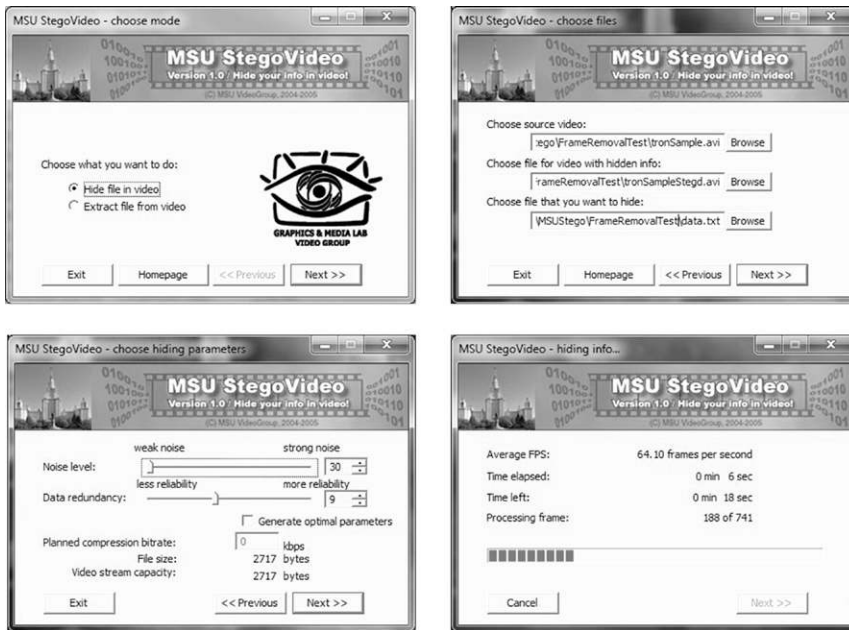 MSU StegoVideo - choose mode
MSU StegoVideo
Version 1.0 / Hide your info in video!
(C) MSU VideoGroup, 2004-2005
Choose what you want to do:
Hide file in video
Extract file from video
GRAPHICS & MEDIA LAB
VIDEO GROUP
Exit Homepage << Previous Next >>
MSU StegoVideo - choose files
MSU StegoVideo
Version 1.0 / Hide your info in video!
(C) MSU VideoGroup, 2004-2005
Choose source video:
:ego\FrameRemovalTest\tronSample.avi Browse
Choose file for video with hidden info:
FrameRemovalTest\tronSampleStegd.avi Browse
Choose file that you want to hide:
\MSUStego\FrameRemovalTest\data.txt Browse
Exit Homepage << Previous Next >>
MSU StegoVideo - choose hiding parameters
MSU StegoVideo
Version 1.0 / Hide your info in video!
(C) MSU VideoGroup, 2004-2005
weak noise strong noise
Noise level: 30
less reliability more reliability
Data redundancy: 9
Generate optimal parameters
Planned compression bitrate: 0 kbps
File size: 2717 bytes
Video stream capacity: 2717 bytes
Exit << Previous Next >>
MSU StegoVideo - hiding info...
MSU StegoVideo
Version 1.0 / Hide your info in video!
(C) MSU VideoGroup, 2004-2005
Average FPS: 64.10 frames per second
Time elapsed: 0 min 6 sec
Time left: 0 min 18 sec
Processing frame: 188 of 741
Cancel Next >>